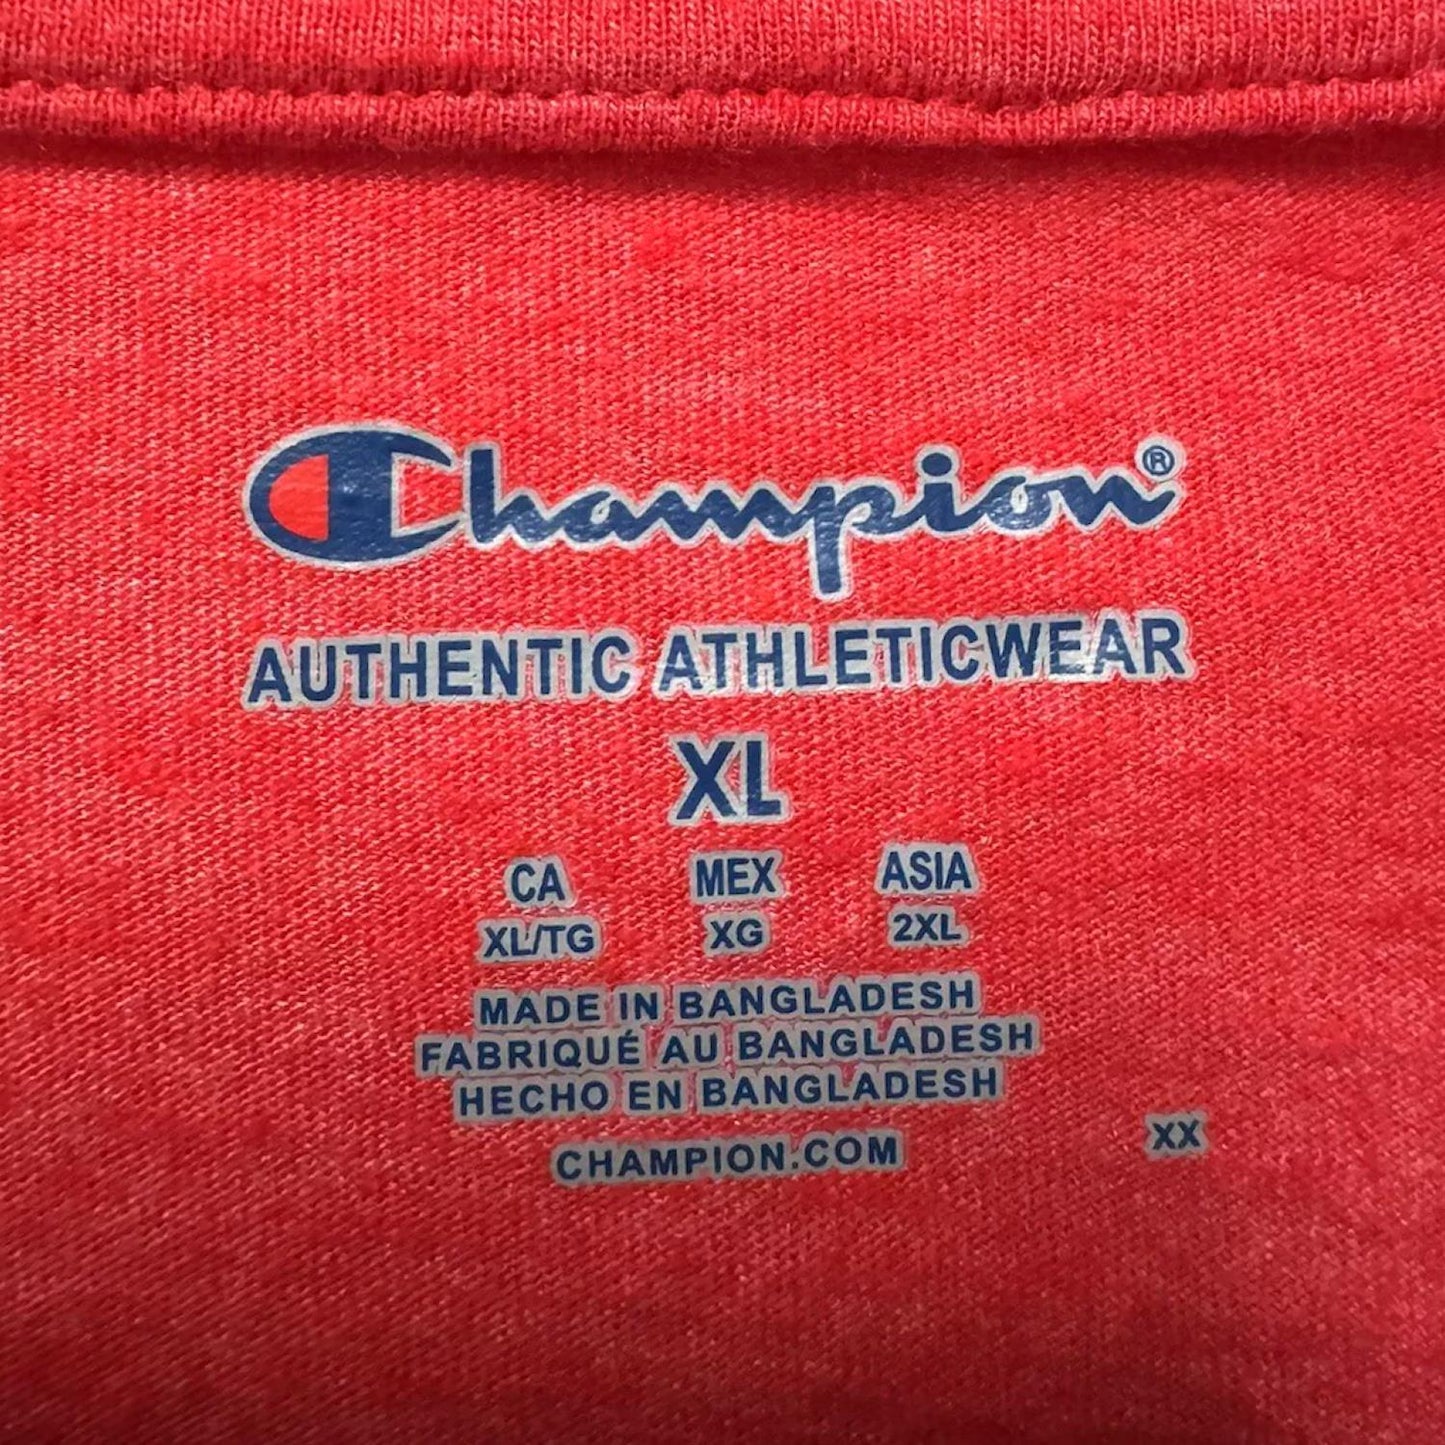 Champion®
AUTHENTIC ATHLETICWEAR
XL
CA MEX ASIA
XL/TG XG 2XL
MADE IN BANGLADESH
FABRIQUÉ AU BANGLADESH
HECHO EN BANGLADESH
CHAMPION.COM
XX